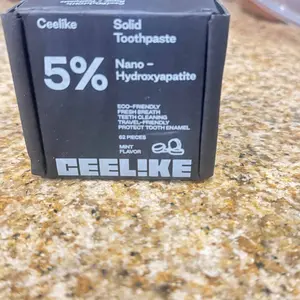 Ceelike
Solid
Toothpaste
5%
Nano –
Hydroxyapatite
ECO-FRIENDLY
FRESH BREATH
TEETH CLEANING
TRAVEL-FRIENDLY
PROTECT TOOTH ENAMEL
62 PIECES
MINT
FLAVOR
CEEL!KE